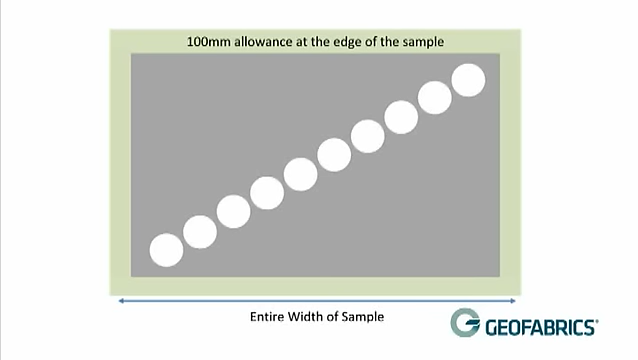 100mm allowance at the edge of the sample
Entire Width of Sample
GEOFABRICS®